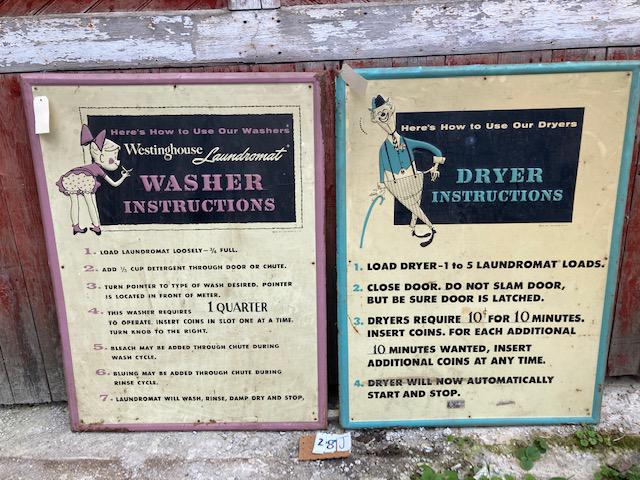 Here's How to Use Our Washers
Westinghouse Laundromat
WASHER
INSTRUCTIONS
1. LOAD LAUNDROMAT LOOSELY - ¾ FULL.
2. ADD ½ CUP DETERGENT THROUGH DOOR OR CHUTE.
3. TURN POINTER TO TYPE OF WASH DESIRED. POINTER
IS LOCATED IN FRONT OF METER.
4. THIS WASHER REQUIRES 1 QUARTER
TO OPERATE. INSERT COINS IN SLOT ONE AT A TIME.
TURN KNOB TO THE RIGHT.
5. BLEACH MAY BE ADDED THROUGH CHUTE DURING
WASH CYCLE.
6. BLUING MAY BE ADDED THROUGH CHUTE DURING
RINSE CYCLE.
7. LAUNDROMAT WILL WASH, RINSE, DAMP DRY AND STOP.
Here's How to Use Our Dryers
DRYER
INSTRUCTIONS
1. LOAD DRYER-1 to 5 LAUNDROMAT LOADS.
2. CLOSE DOOR. DO NOT SLAM DOOR,
BUT BE SURE DOOR IS LATCHED.
3. DRYERS REQUIRE 10¢ FOR 10 MINUTES.
INSERT COINS. FOR EACH ADDITIONAL
10 MINUTES WANTED, INSERT
ADDITIONAL COINS AT ANY TIME.
4. DRYER WILL NOW AUTOMATICALLY
START AND STOP.